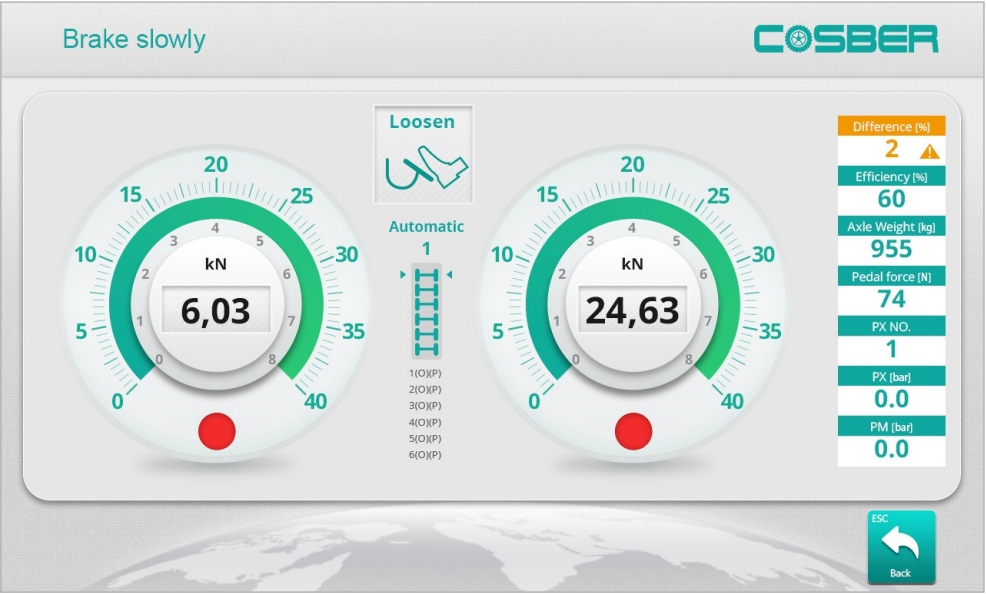 Brake slowly
COSBER
Loosen
20
15
25
10
30
5
35
0
40
4
3
5
2
6
1
7
0
8
kN
6,03
Automatic
1
1(O)(P)
2(O)(P)
3(O)(P)
4(O)(P)
5(O)(P)
6(O)(P)
20
15
25
10
30
5
35
0
40
4
3
5
2
6
1
7
0
8
kN
24,63
Difference [%]
2
Efficiency [%]
60
Axle Weight [kg]
955
Pedal force [N]
74
PX NO.
1
PX [bar]
0.0
PM [bar]
0.0
ESC
Back